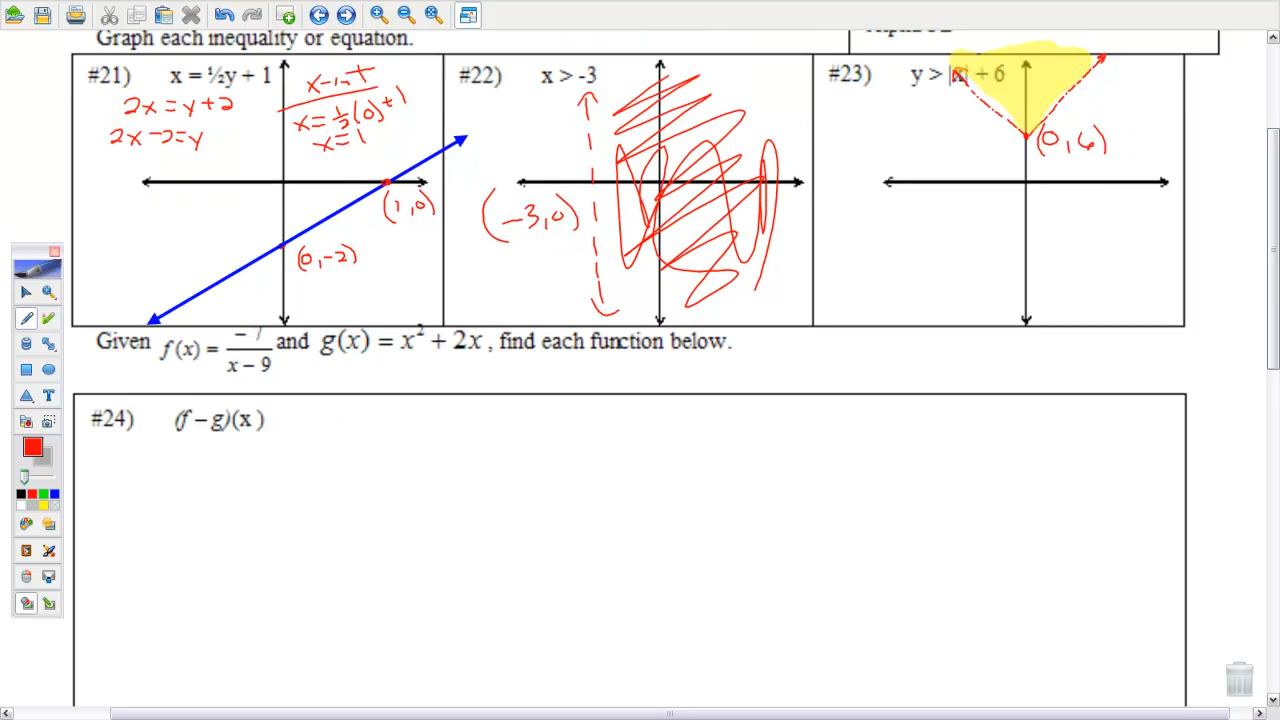 Graph each inequality or equation.
#21) x = ½y + 1
2x = y + 2
2x - 2 = y
x-int
x = 1/2(0) + 1
x = 1
(1, 0)
(0, -2)
#22) x > -3
(-3, 0)
#23) y > |x| + 6
(0, 6)
Given f(x) = -7/(x - 9) and g(x) = x² + 2x, find each function below.
#24) (f – g)(x )
T